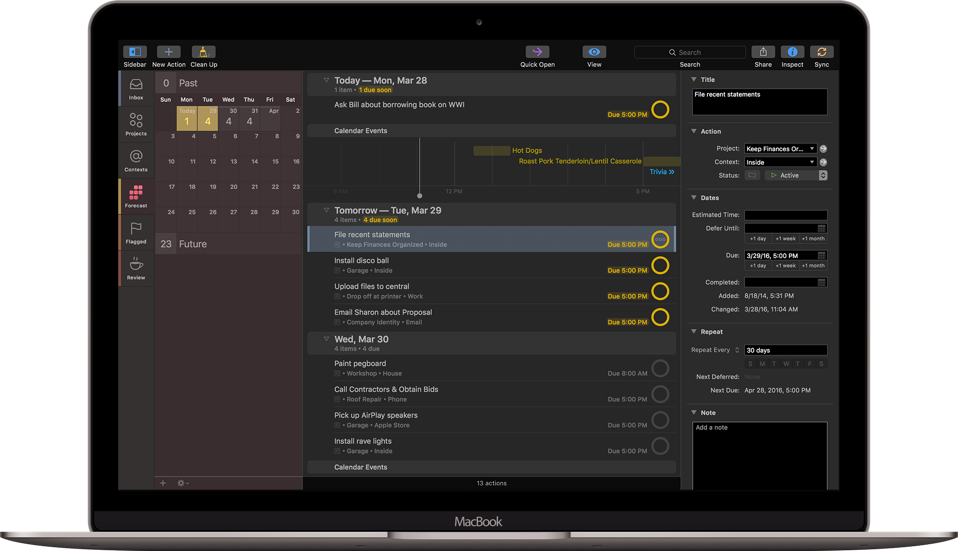 Sidebar
New Action
Clean Up
Quick Open
View
Search
Search
Share
Inspect
Sync
Inbox
Projects
Contexts
Forecast
Flagged
Review
0 Past
Sun Mon Tue Wed Thu Fri Sat
Today 29 30 31 Apr 2
1 4 4 4
3 4 5 6 7 8 9
10 11 12 13 14 15 16
17 18 19 20 21 22 23
24 25 26 27 28 29 30
23 Future
Today — Mon, Mar 28
1 item • 1 due soon
Ask Bill about borrowing book on WWI
Due 5:00 PM
Calendar Events
Hot Dogs
Roast Pork Tenderloin/Lentil Casserole
Trivia »
9 AM 12 PM 5 PM
Tomorrow — Tue, Mar 29
4 items • 4 due soon
File recent statements
• Keep Finances Organized • Inside
Due 5:00 PM
Install disco ball
• Garage • Inside
Due 5:00 PM
Upload files to central
• Drop off at printer • Work
Due 5:00 PM
Email Sharon about Proposal
• Company Identity • Email
Due 5:00 PM
Wed, Mar 30
4 items • 4 due
Paint pegboard
• Workshop • House
Due 8:00 AM
Call Contractors & Obtain Bids
• Roof Repair • Phone
Due 5:00 PM
Pick up AirPlay speakers
• Garage • Apple Store
Due 5:00 PM
Install rave lights
• Garage • Inside
Due 5:00 PM
Calendar Events
13 actions
Title
File recent statements
Action
Project: Keep Finances Or...
Context: Inside
Status: Active
Dates
Estimated Time:
Defer Until:
+1 day +1 week +1 month
Due: 3/29/16, 5:00 PM
+1 day +1 week +1 month
Completed:
Added: 8/18/14, 5:31 PM
Changed: 3/28/16, 11:04 AM
Repeat
Repeat Every 30 days
S M T W T F S
Next Deferred:
Next Due: Apr 28, 2016, 5:00 PM
Note
Add a note
MacBook